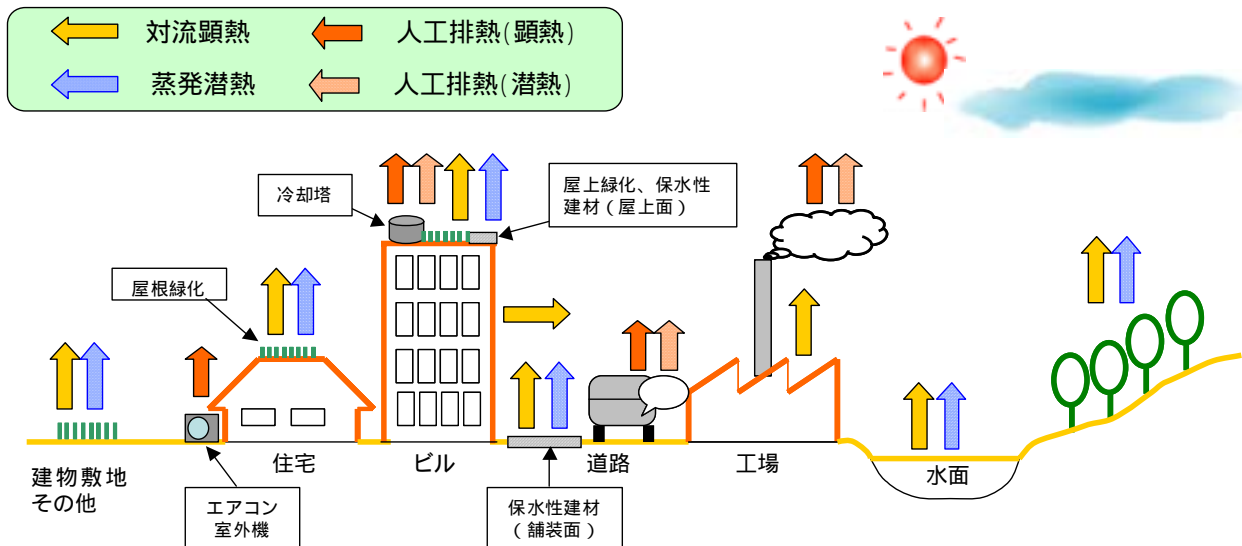 対流顕熱
人工排熱(顕熱)
蒸発潜熱
人工排熱(潜熱)
冷却塔
屋上緑化、保水性
建材(屋上面)
屋根緑化
建物敷地
その他
住宅
ビル
道路
工場
水面
エアコン
室外機
保水性建材
(舗装面)